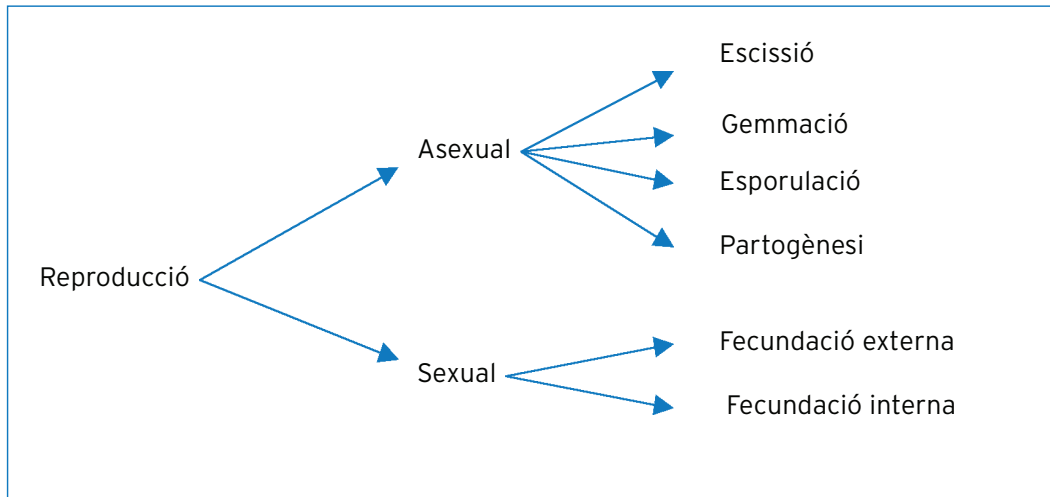 Reproducció
Asexual
Escissió
Gemmació
Esporulació
Partogènesi
Sexual
Fecundació externa
Fecundació interna